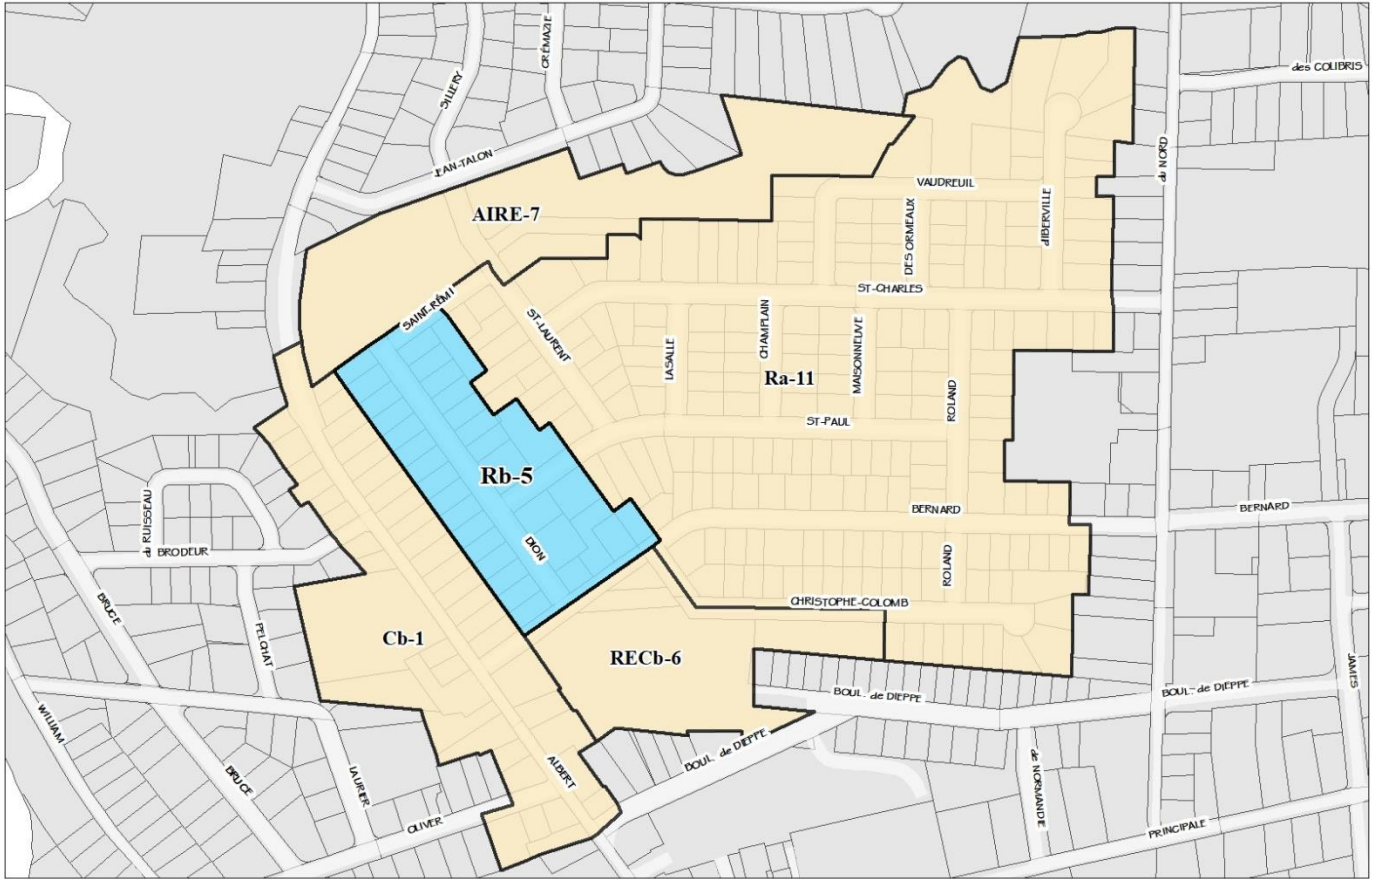 CRÉMAZIE
SILLERY
des COLIBRIS
JEAN-TALON
du NORD
VAUDREUIL
AIRE-7
DES ORMEAUX
d'IBERVILLE
SAINT-RÉMI
ST-CHARLES
ST-LAURENT
CHAMPLAIN
MAISONNEUVE
LASALLE
Ra-11
ROLAND
ST-PAUL
Rb-5
du RUISSEAU
BERNARD
BERNARD
BRODEUR
DION
ROLAND
BRUCE
CHRISTOPHE-COLOMB
PELCHAT
Cb-1
RECb-6
JAMES
BOUL. de DIEPPE
BOUL. de DIEPPE
WILLIAM
BOUL. de DIEPPE
BRUCE
LAURIER
ALBERT
de NORMANDIE
OLIVER
PRINCIPALE